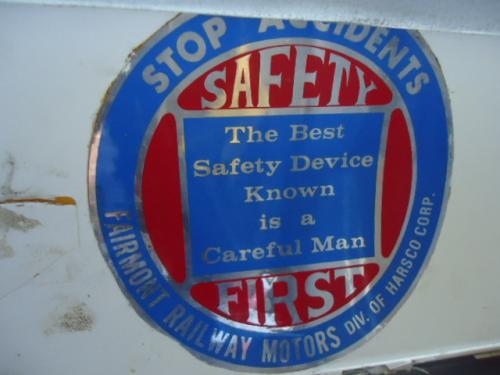 STOP ACCIDENTS
SAFETY
The Best
Safety Device
Known
is a
Careful Man
FIRST
FAIRMONT RAILWAY MOTORS DIV. OF HARSCO CORP.